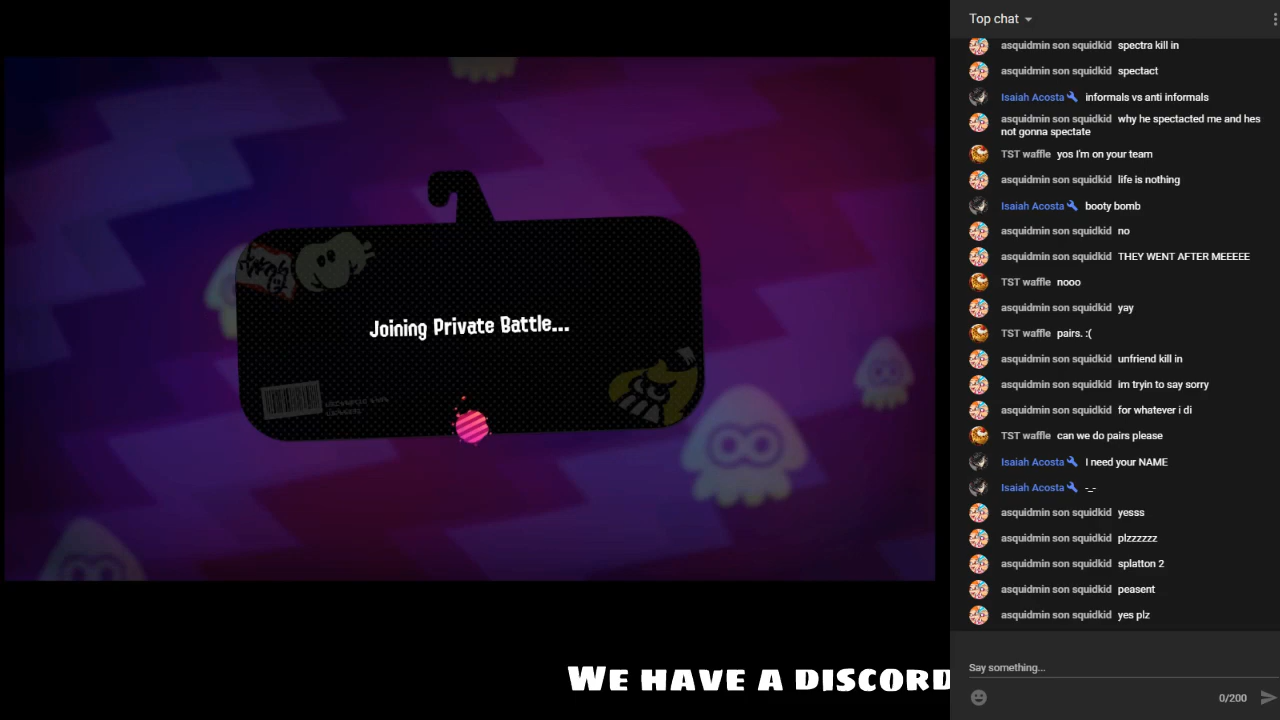 Top chat
asquidmin son squidkid spectra kill in
asquidmin son squidkid spectact
Isaiah Acosta informals vs anti informals
asquidmin son squidkid why he spectacted me and hes
not gonna spectate
TST waffle yos I'm on your team
asquidmin son squidkid life is nothing
Isaiah Acosta booty bomb
asquidmin son squidkid no
asquidmin son squidkid THEY WENT AFTER MEEEEE
TST waffle nooo
asquidmin son squidkid yay
TST waffle pairs. :(
asquidmin son squidkid unfriend kill in
asquidmin son squidkid im tryin to say sorry
asquidmin son squidkid for whatever i di
TST waffle can we do pairs please
Isaiah Acosta I need your NAME
Isaiah Acosta -_-
asquidmin son squidkid yesss
asquidmin son squidkid plzzzzzz
asquidmin son squidkid splatton 2
asquidmin son squidkid peasent
asquidmin son squidkid yes plz
Say something...
0/200
Joining Private Battle...
WE HAVE A DISCORD